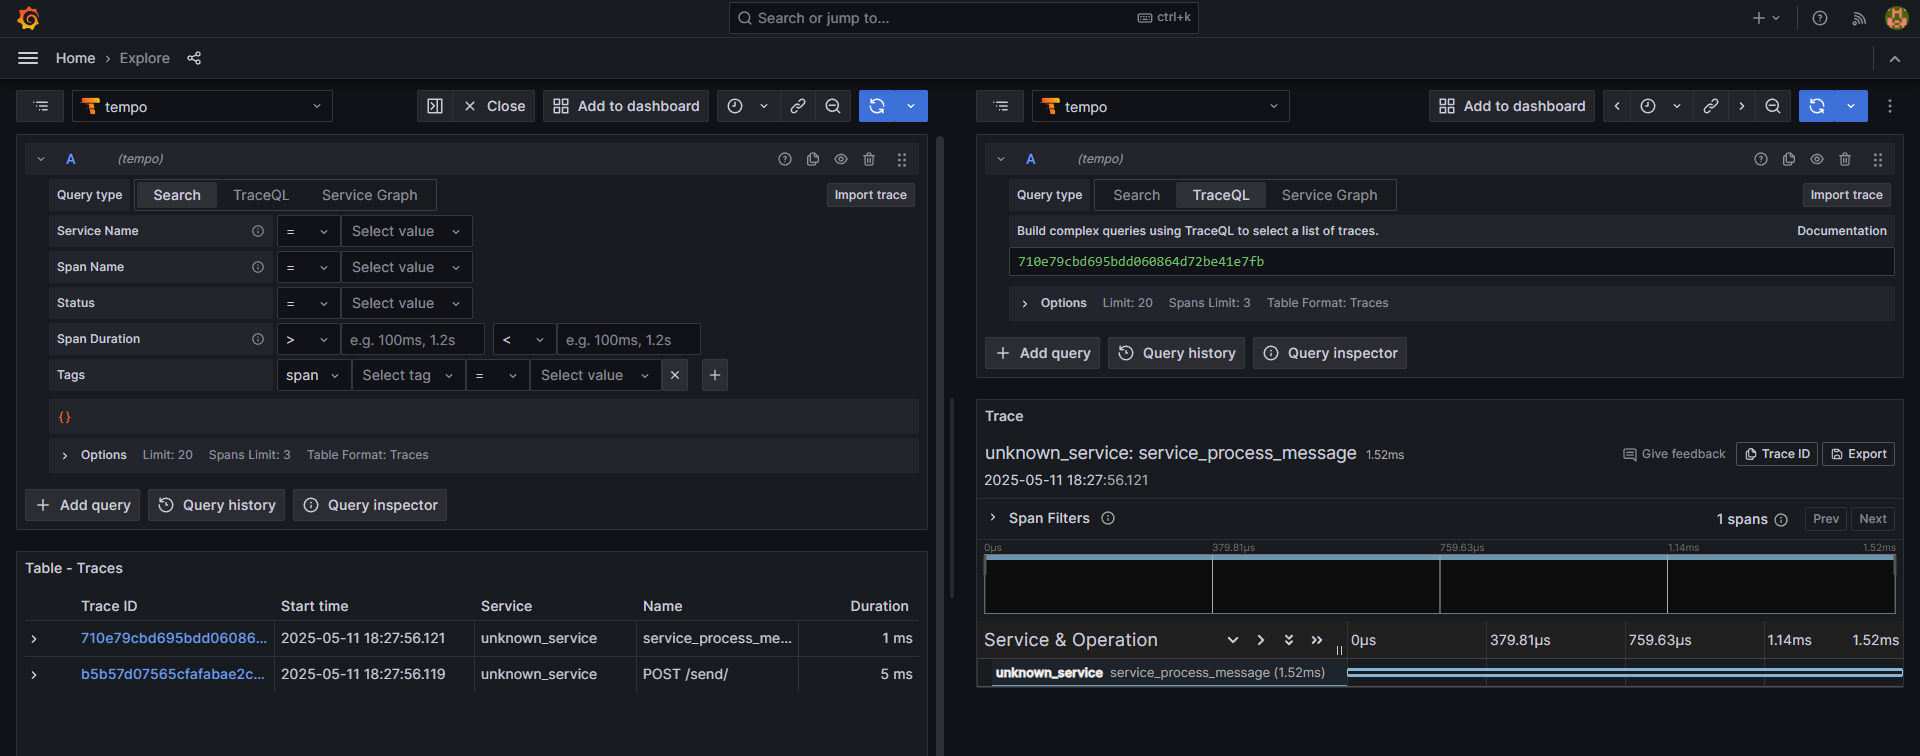 Search or jump to... ctrl+k
Home › Explore
tempo Close Add to dashboard
A (tempo)
Query type Search TraceQL Service Graph Import trace
Service Name = Select value
Span Name = Select value
Status = Select value
Span Duration > e.g. 100ms, 1.2s < e.g. 100ms, 1.2s
Tags span Select tag = Select value
{}
Options Limit: 20 Spans Limit: 3 Table Format: Traces
Add query Query history Query inspector
Table - Traces
Trace ID Start time Service Name Duration
710e79cbd695bdd06086... 2025-05-11 18:27:56.121 unknown_service service_process_me... 1 ms
b5b57d07565cfafabae2c... 2025-05-11 18:27:56.119 unknown_service POST /send/ 5 ms
tempo Add to dashboard
A (tempo)
Query type Search TraceQL Service Graph Import trace
Build complex queries using TraceQL to select a list of traces. Documentation
710e79cbd695bdd060864d72be41e7fb
Options Limit: 20 Spans Limit: 3 Table Format: Traces
Add query Query history Query inspector
Trace
unknown_service: service_process_message 1.52ms Give feedback Trace ID Export
2025-05-11 18:27:56.121
Span Filters 1 spans Prev Next
0μs 379.81μs 759.63μs 1.14ms 1.52ms
Service & Operation 0μs 379.81μs 759.63μs 1.14ms 1.52ms
unknown_service service_process_message (1.52ms)